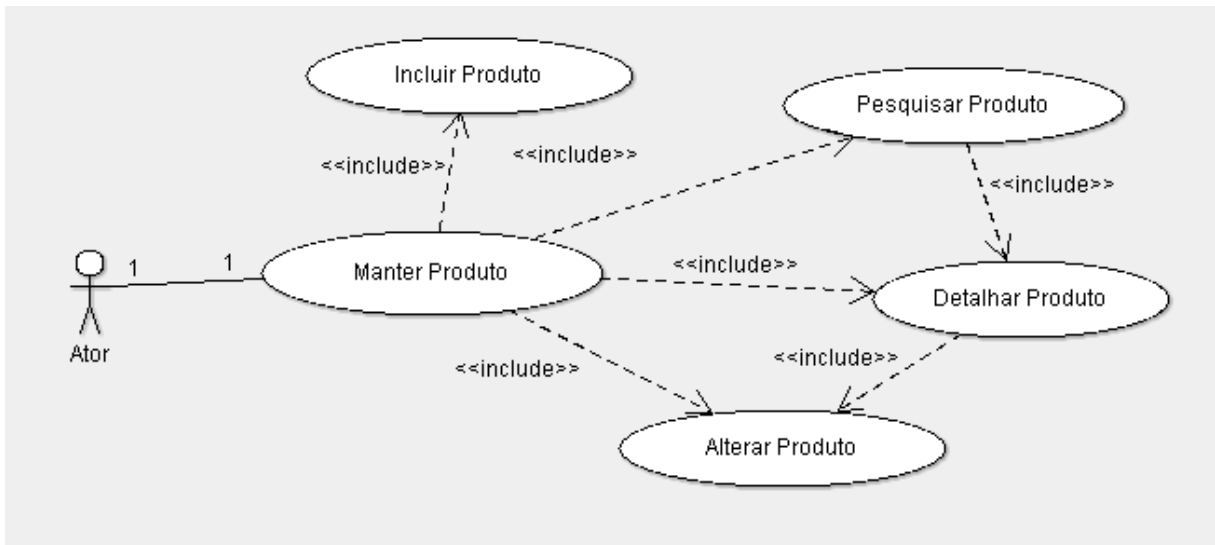 Incluir Produto
Pesquisar Produto
<<include>>
<<include>>
<<include>>
1
1
Manter Produto
<<include>>
Detalhar Produto
Ator
<<include>>
<<include>>
Alterar Produto